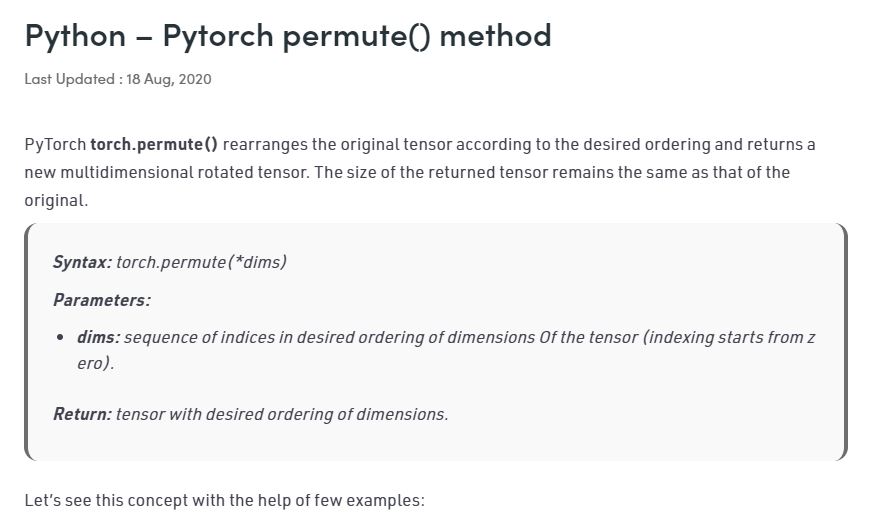 Python – Pytorch permute() method
Last Updated : 18 Aug, 2020
PyTorch torch.permute() rearranges the original tensor according to the desired ordering and returns a
new multidimensional rotated tensor. The size of the returned tensor remains the same as that of the
original.
Syntax: torch.permute(*dims)
Parameters:
• dims: sequence of indices in desired ordering of dimensions Of the tensor (indexing starts from z
ero).
Return: tensor with desired ordering of dimensions.
Let’s see this concept with the help of few examples: